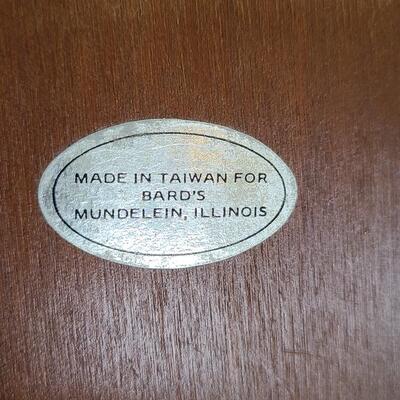 MADE IN TAIWAN FOR
BARD'S
MUNDELEIN, ILLINOIS